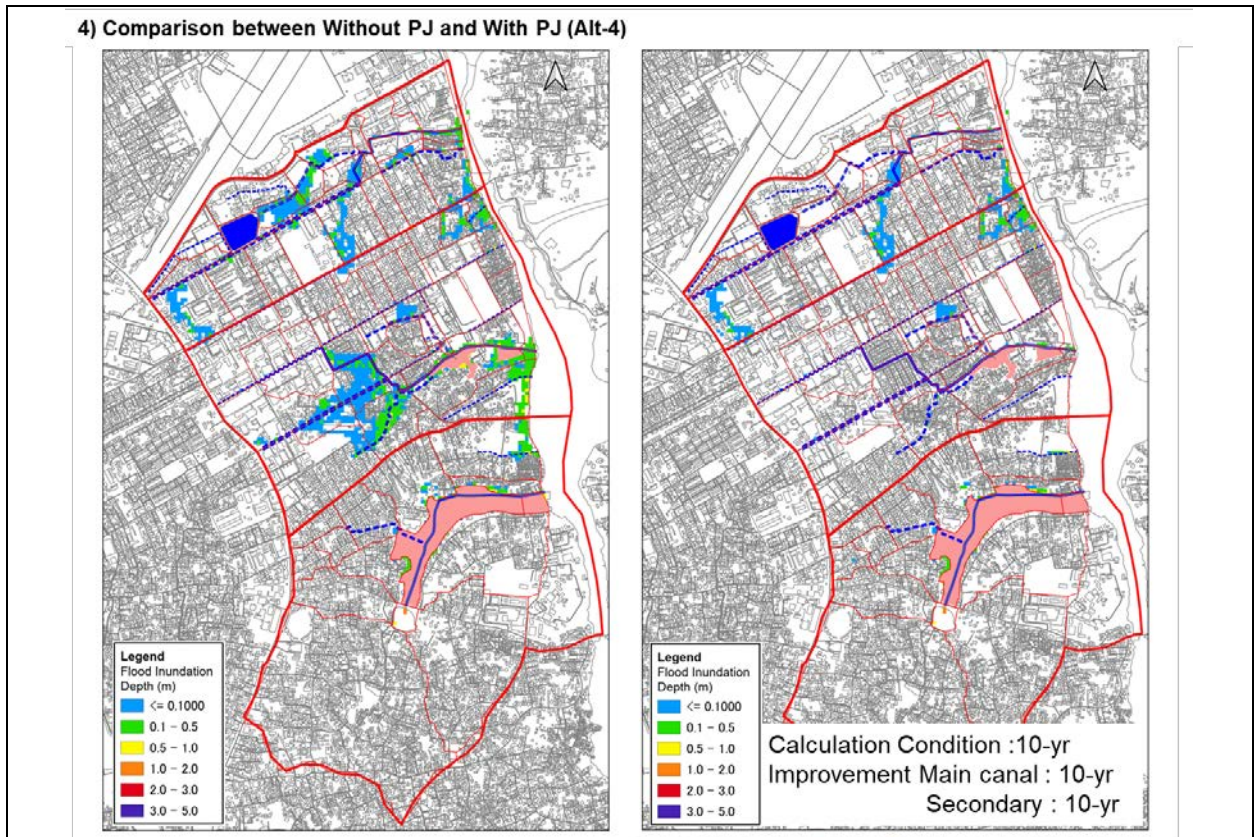 4) Comparison between Without PJ and With PJ (Alt-4)
Legend
Flood Inundation
Depth (m)
<= 0.1000
0.1 − 0.5
0.5 − 1.0
1.0 − 2.0
2.0 − 3.0
3.0 − 5.0
Legend
Flood Inundation
Depth (m)
<= 0.1000
0.1 − 0.5
0.5 − 1.0
1.0 − 2.0
2.0 − 3.0
3.0 − 5.0
Calculation Condition :10-yr
Improvement Main canal : 10-yr
Secondary : 10-yr